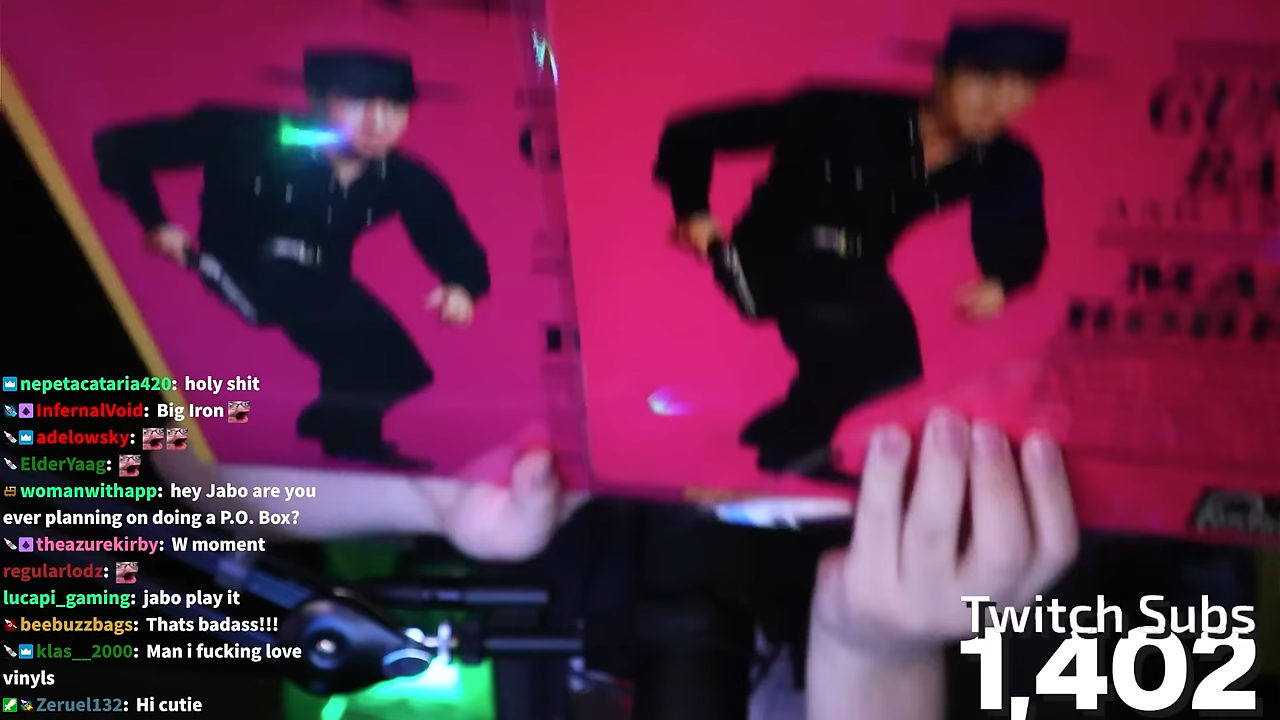 nepetacataria420: holy shit
InfernalVoid: Big Iron
adelowsky:
ElderYaag:
womanwithapp: hey Jabo are you
ever planning on doing a P.O. Box?
theazurekirby: W moment
regularlodz:
lucapi_gaming: jabo play it
beebuzzbags: Thats badass!!!
klas__2000: Man i fucking love
vinyls
Zeruel132: Hi cutie
Twitch Subs
1,402